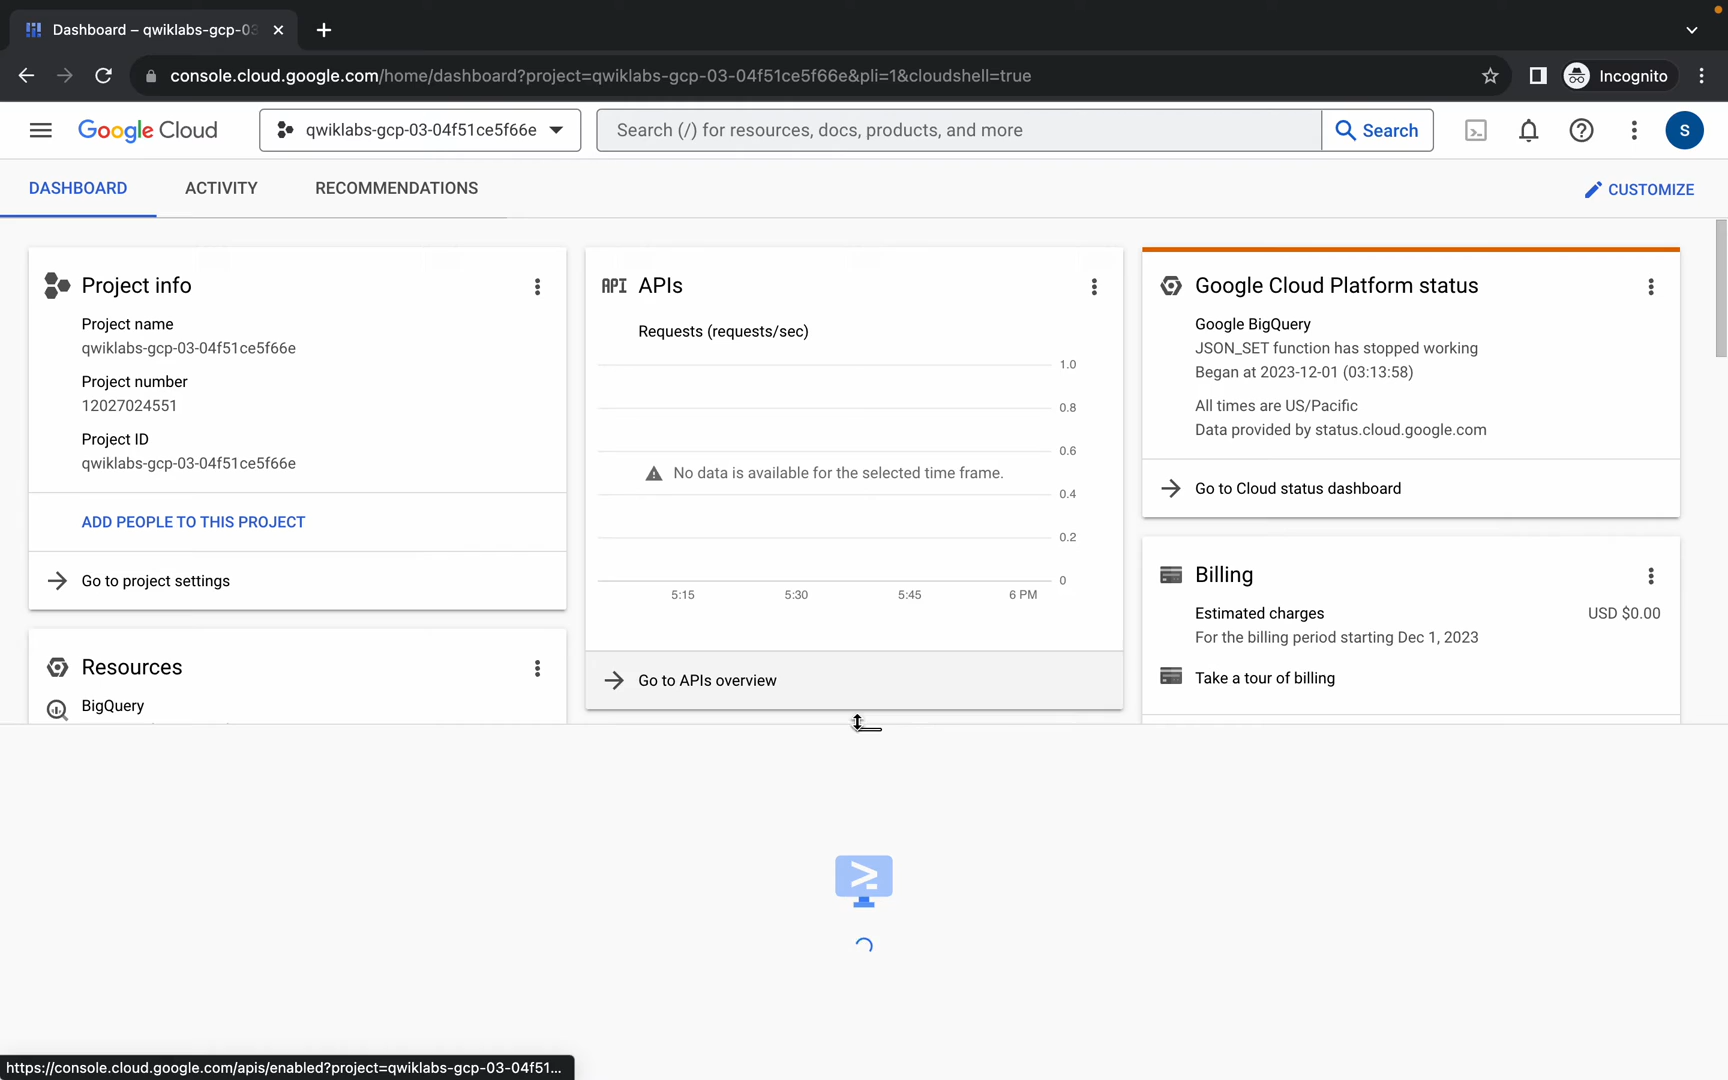 Dashboard – qwiklabs-gcp-03
console.cloud.google.com/home/dashboard?project=qwiklabs-gcp-03-04f51ce5f66e&pli=1&cloudshell=true
Incognito
Google Cloud
qwiklabs-gcp-03-04f51ce5f66e
Search (/) for resources, docs, products, and more
Search
S
DASHBOARD
ACTIVITY
RECOMMENDATIONS
CUSTOMIZE
Project info
Project name
qwiklabs-gcp-03-04f51ce5f66e
Project number
12027024551
Project ID
qwiklabs-gcp-03-04f51ce5f66e
ADD PEOPLE TO THIS PROJECT
Go to project settings
Resources
BigQuery
API APIs
Requests (requests/sec)
1.0
0.8
0.6
No data is available for the selected time frame.
0.4
0.2
0
5:15
5:30
5:45
6 PM
Go to APIs overview
Google Cloud Platform status
Google BigQuery
JSON_SET function has stopped working
Began at 2023-12-01 (03:13:58)
All times are US/Pacific
Data provided by status.cloud.google.com
Go to Cloud status dashboard
Billing
Estimated charges USD $0.00
For the billing period starting Dec 1, 2023
Take a tour of billing
https://console.cloud.google.com/apis/enabled?project=qwiklabs-gcp-03-04f51...